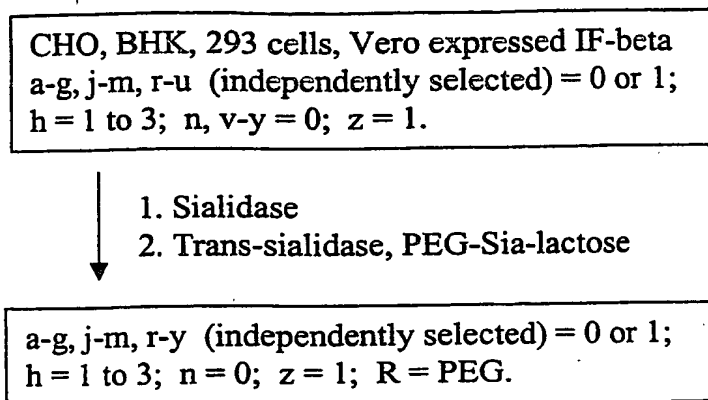 CHO, BHK, 293 cells, Vero expressed IF-beta
a-g, j-m, r-u (independently selected) = 0 or 1;
h = 1 to 3; n, v-y = 0; z = 1.
1. Sialidase
2. Trans-sialidase, PEG-Sia-lactose
a-g, j-m, r-y (independently selected) = 0 or 1;
h = 1 to 3; n = 0; z = 1; R = PEG.